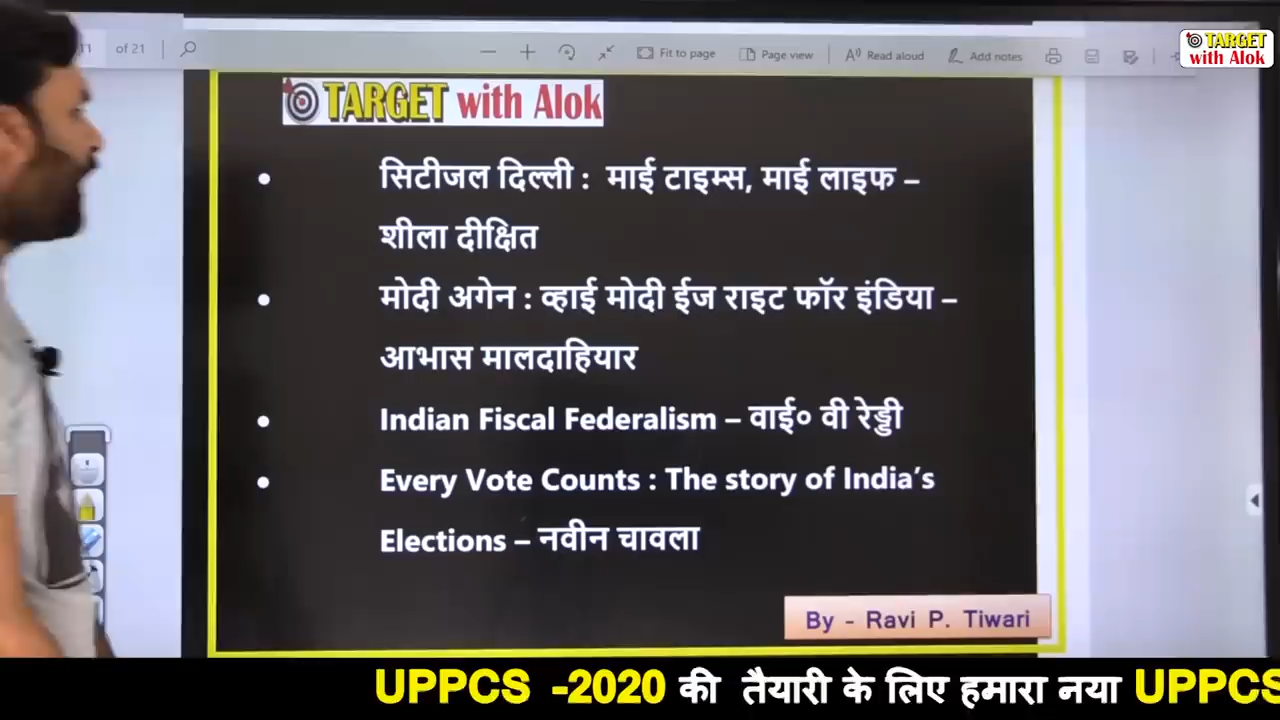 11 of 21 Fit to page Page view Read aloud Add notes
TARGET
with Alok
TARGET with Alok
सिटीजल दिल्ली : माई टाइम्स, माई लाइफ –
शीला दीक्षित
मोदी अगेन : व्हाई मोदी ईज राइट फॉर इंडिया –
आभास मालदाहियार
Indian Fiscal Federalism – वाई० वी रेड्डी
Every Vote Counts : The story of India’s
Elections – नवीन चावला
By - Ravi P. Tiwari
UPPCS -2020 की तैयारी के लिए हमारा नया UPPCS